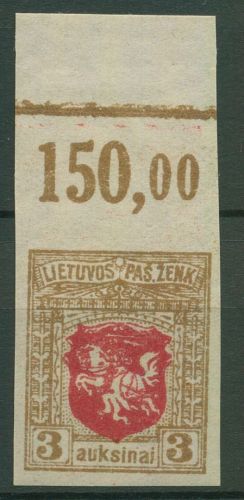 150,00
LIETUVOS PAŠ.ŽENK
3 auksinai 3